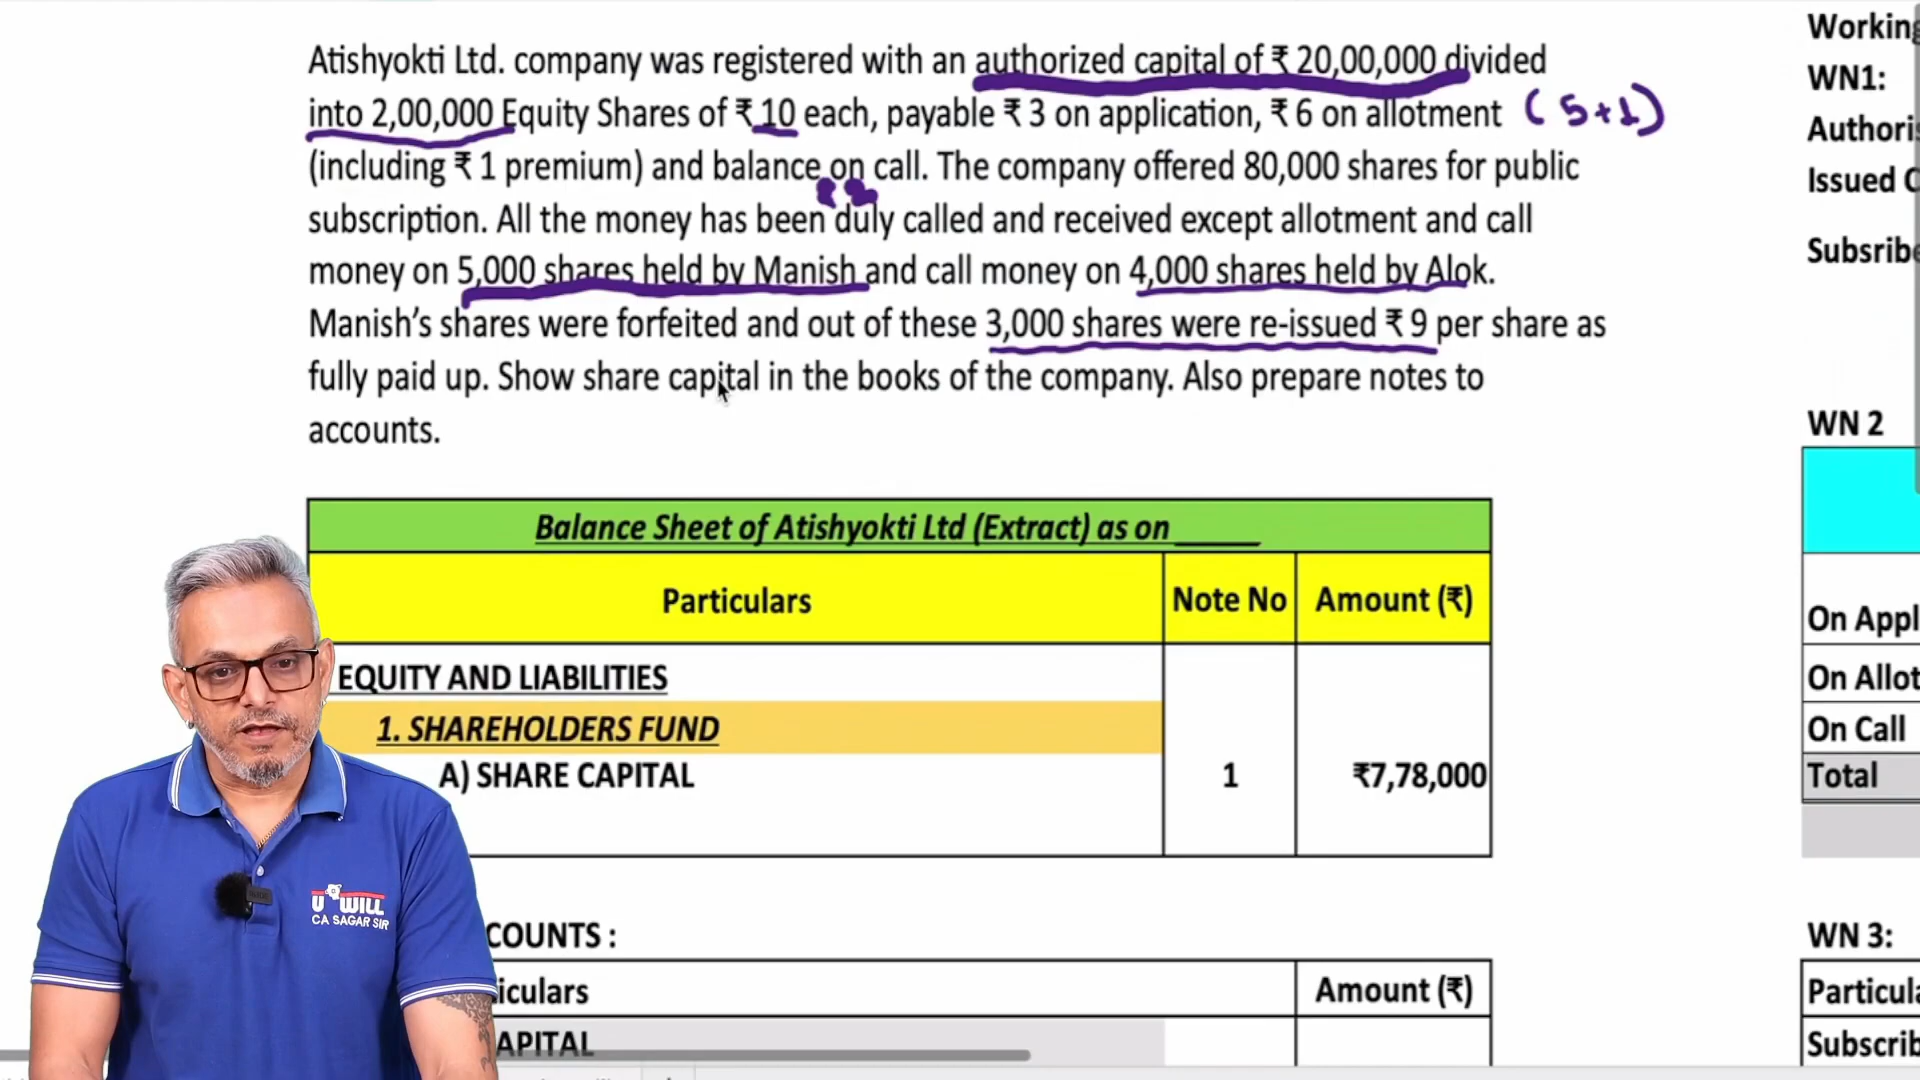 Atishyokti Ltd. company was registered with an authorized capital of ₹ 20,00,000 divided
into 2,00,000 Equity Shares of ₹ 10 each, payable ₹ 3 on application, ₹ 6 on allotment (5+1)
(including ₹ 1 premium) and balance on call. The company offered 80,000 shares for public
subscription. All the money has been duly called and received except allotment and call
money on 5,000 shares held by Manish and call money on 4,000 shares held by Alok.
Manish's shares were forfeited and out of these 3,000 shares were re-issued ₹ 9 per share as
fully paid up. Show share capital in the books of the company. Also prepare notes to
accounts.
Balance Sheet of Atishyokti Ltd (Extract) as on ______
Particulars Note No Amount (₹)
EQUITY AND LIABILITIES
1. SHAREHOLDERS FUND
A) SHARE CAPITAL 1 ₹7,78,000
COUNTS :
iculars Amount (₹)
APITAL
Working
WN1:
Authoris
Issued C
Subsribe
WN 2
On Appl
On Allot
On Call
Total
WN 3:
Particula
Subscrib
U WILL
CA SAGAR SIR